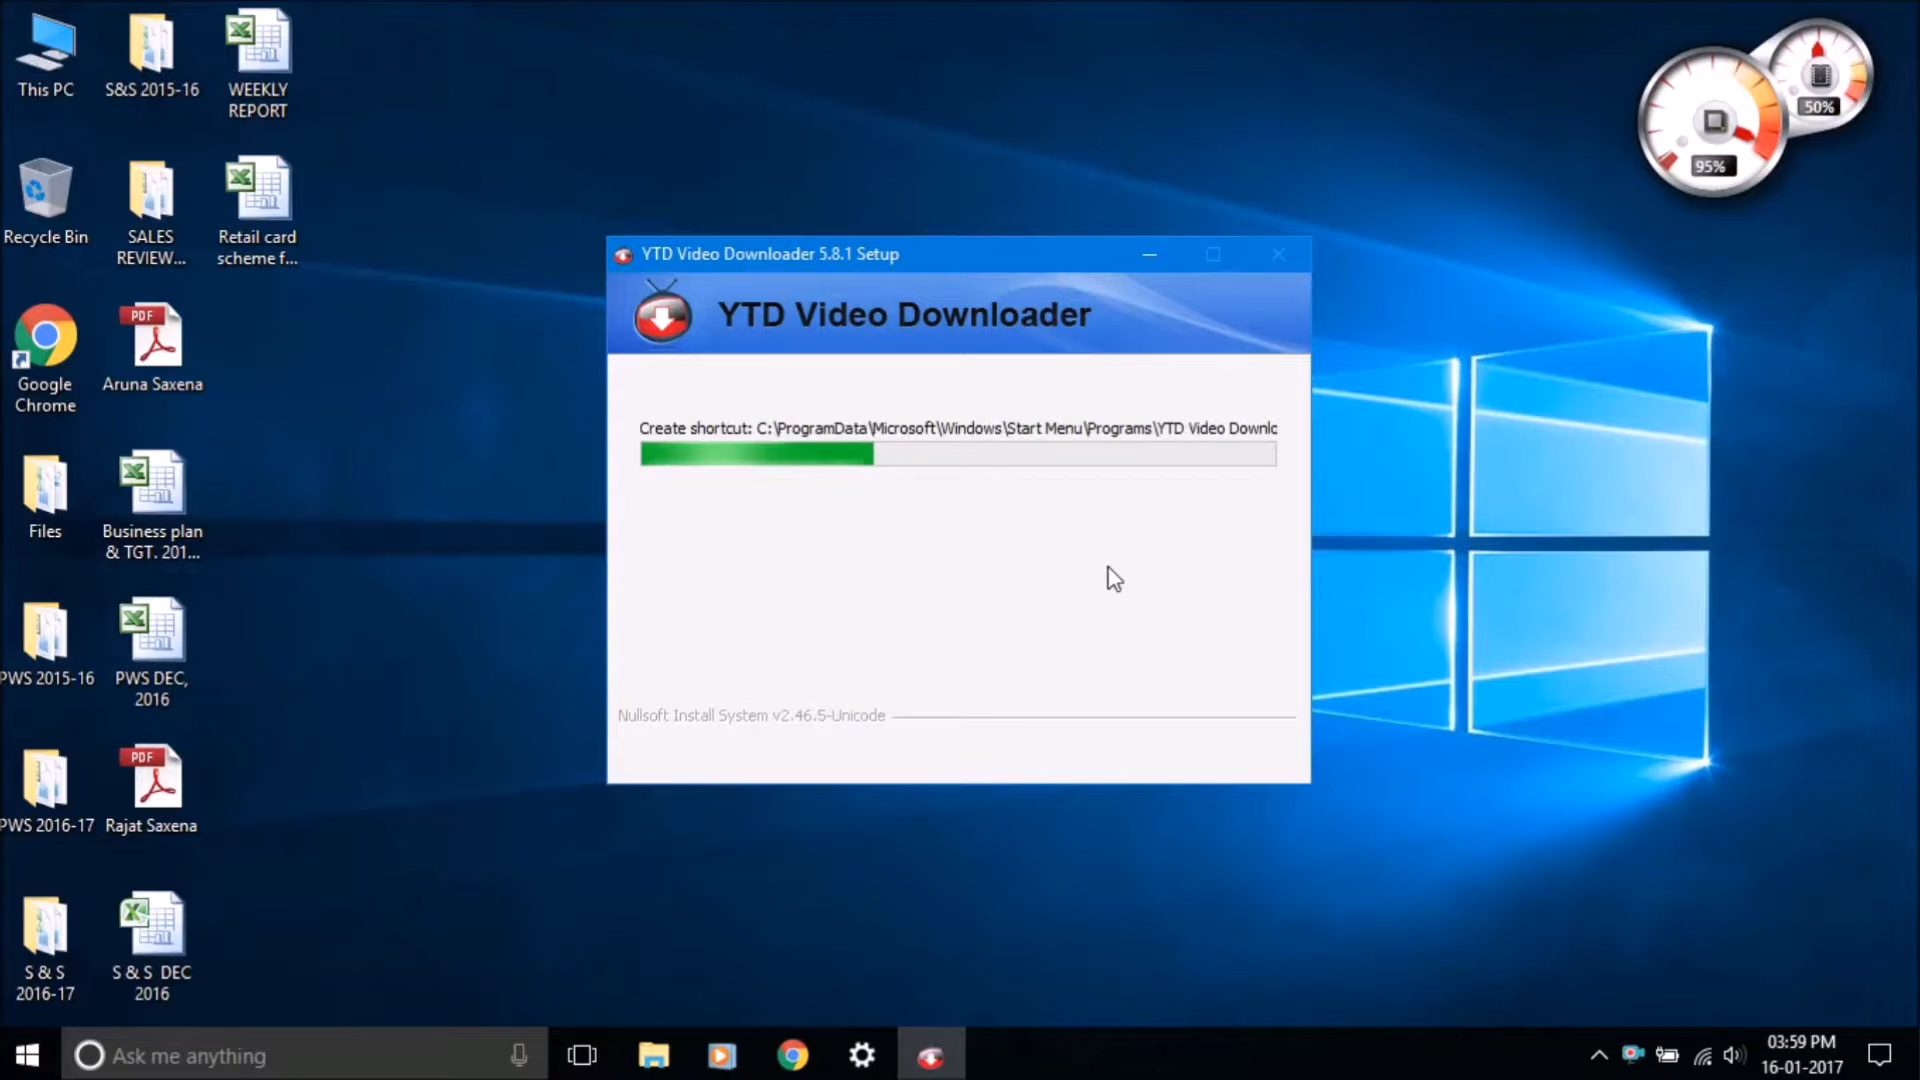 This PC
S&S 2015-16
WEEKLY
REPORT
Recycle Bin
SALES
REVIEW...
Retail card
scheme f...
Google
Chrome
PDF
Aruna Saxena
Files
Business plan
& TGT. 201...
PWS 2015-16
PWS DEC,
2016
PWS 2016-17
PDF
Rajat Saxena
S & S
2016-17
S & S DEC
2016
50%
95%
YTD Video Downloader 5.8.1 Setup
YTD Video Downloader
Create shortcut: C:\ProgramData\Microsoft\Windows\Start Menu\Programs\YTD Video Downlc
Nullsoft Install System v2.46.5-Unicode
Ask me anything
03:59 PM
16-01-2017